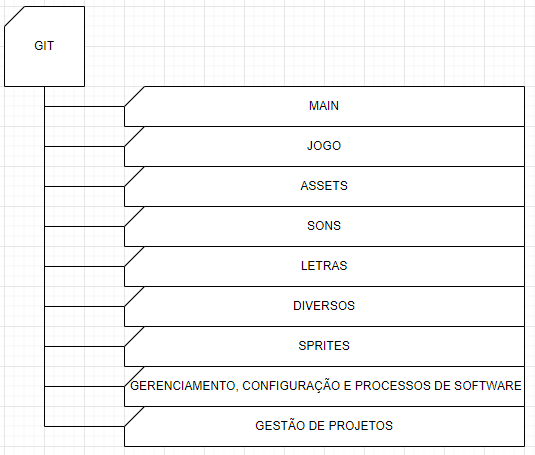 GIT
MAIN
JOGO
ASSETS
SONS
LETRAS
DIVERSOS
SPRITES
GERENCIAMENTO, CONFIGURAÇÃO E PROCESSOS DE SOFTWARE
GESTÃO DE PROJETOS